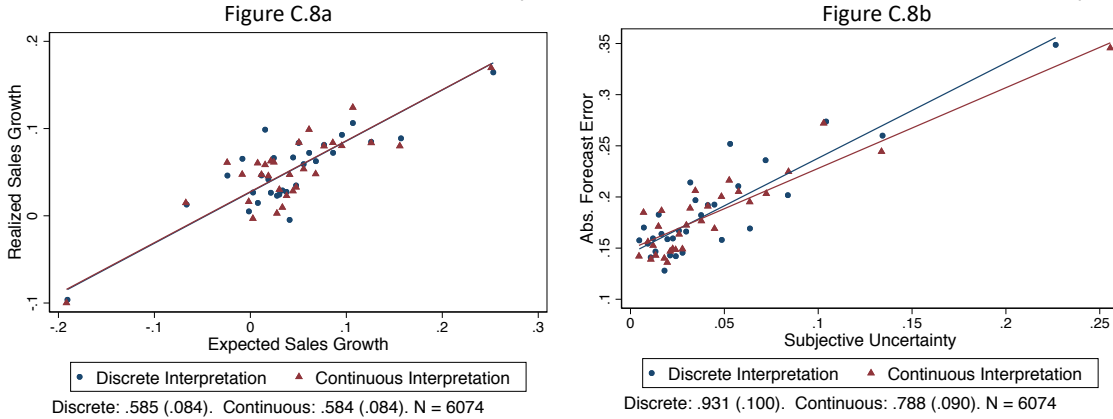 Figure C.8a
Realized Sales Growth
.2
.1
0
-.1
-.2
-.1
0
.1
.2
.3
Expected Sales Growth
Discrete Interpretation
Continuous Interpretation
Discrete: .585 (.084). Continuous: .584 (.084). N = 6074
Figure C.8b
Abs. Forecast Error
.35
.3
.25
.2
.15
.1
0
.05
.1
.15
.2
.25
Subjective Uncertainty
Discrete Interpretation
Continuous Interpretation
Discrete: .931 (.100). Continuous: .788 (.090). N = 6074